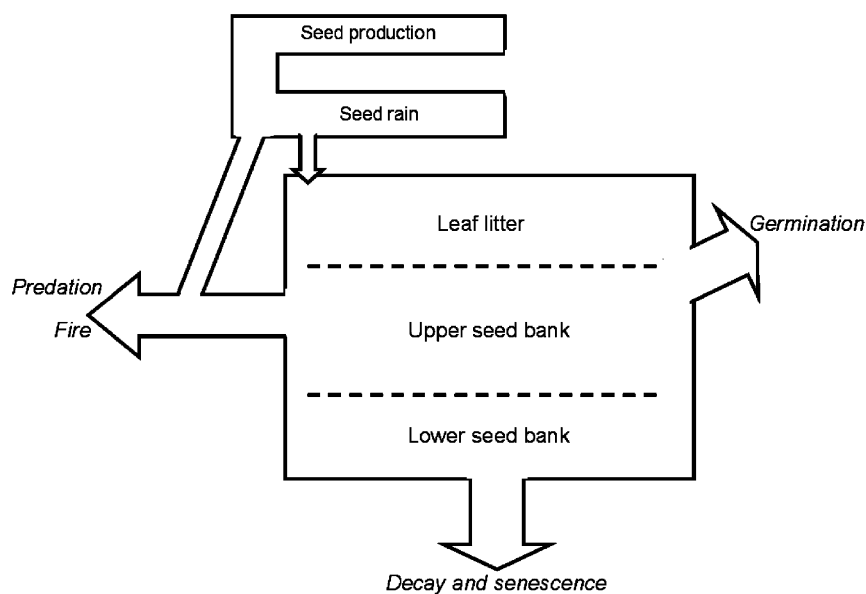 Seed production
Seed rain
Leaf litter
Germination
Predation
Fire
Upper seed bank
Lower seed bank
Decay and senescence